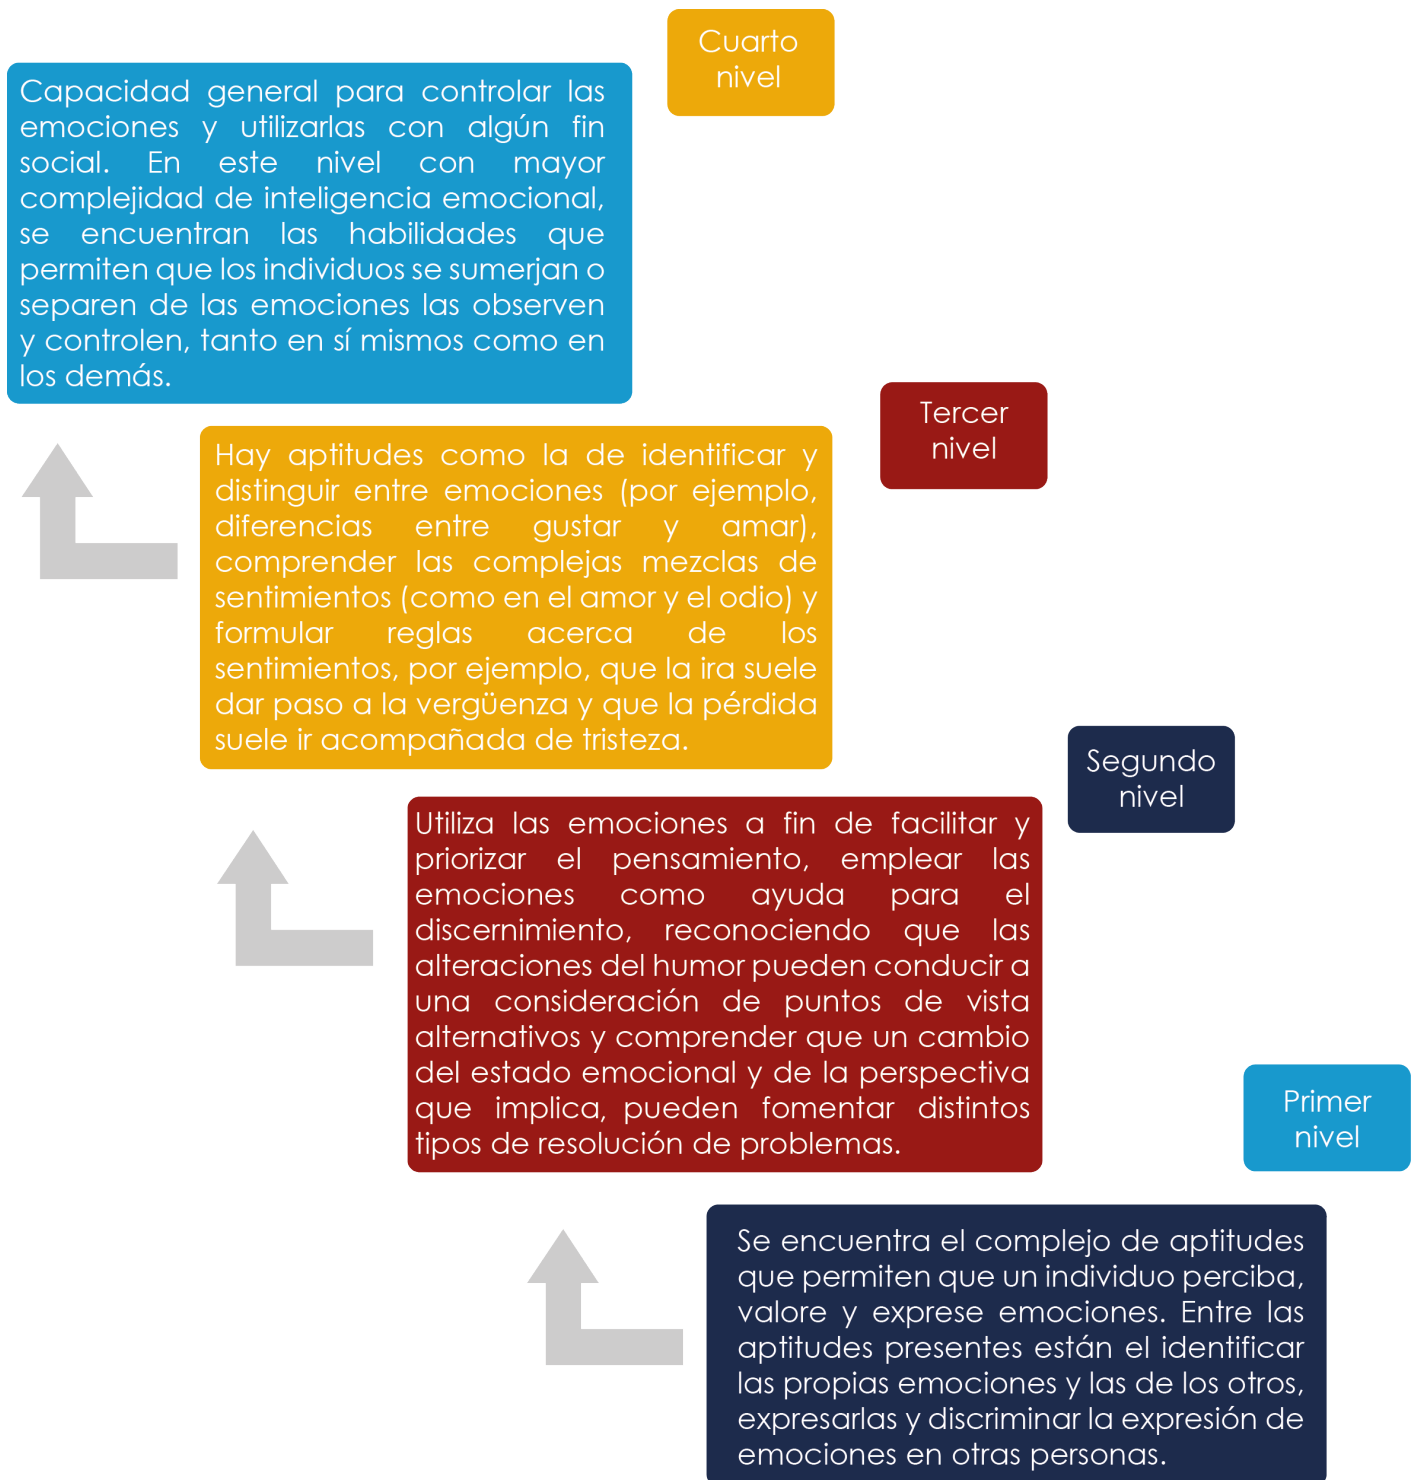 Cuarto
nivel
Capacidad general para controlar las
emociones y utilizarlas con algún fin
social. En este nivel con mayor
complejidad de inteligencia emocional,
se encuentran las habilidades que
permiten que los individuos se sumerjan o
separen de las emociones las observen
y controlen, tanto en sí mismos como en
los demás.
Tercer
nivel
Hay aptitudes como la de identificar y
distinguir entre emociones (por ejemplo,
diferencias entre gustar y amar),
comprender las complejas mezclas de
sentimientos (como en el amor y el odio) y
formular reglas acerca de los
sentimientos, por ejemplo, que la ira suele
dar paso a la vergüenza y que la pérdida
suele ir acompañada de tristeza.
Segundo
nivel
Utiliza las emociones a fin de facilitar y
priorizar el pensamiento, emplear las
emociones como ayuda para el
discernimiento, reconociendo que las
alteraciones del humor pueden conducir a
una consideración de puntos de vista
alternativos y comprender que un cambio
del estado emocional y de la perspectiva
que implica, pueden fomentar distintos
tipos de resolución de problemas.
Primer
nivel
Se encuentra el complejo de aptitudes
que permiten que un individuo perciba,
valore y exprese emociones. Entre las
aptitudes presentes están el identificar
las propias emociones y las de los otros,
expresarlas y discriminar la expresión de
emociones en otras personas.